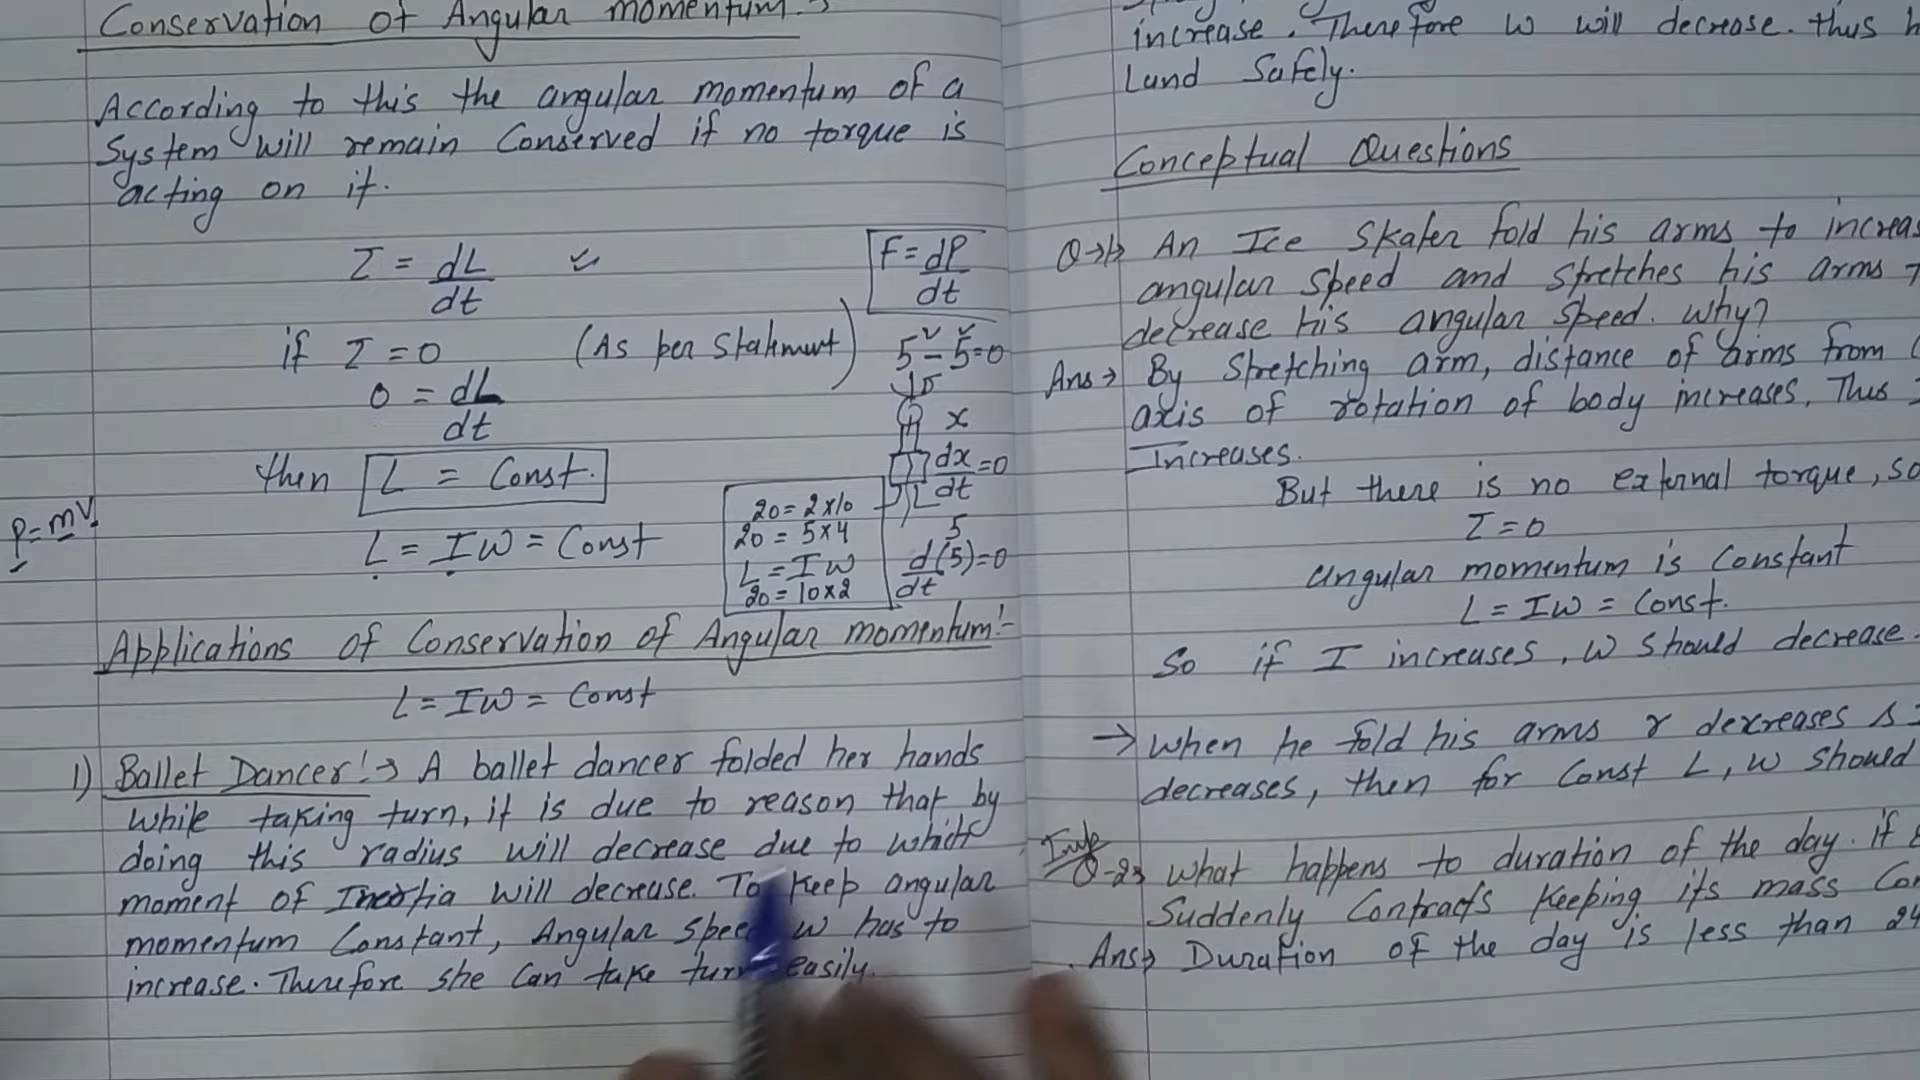 Conservation of Angular momentum:→
According to this the angular momentum of a
System will remain Conserved if no torque is
acting on it.
τ = dL/dt
F = dP/dt
if τ = 0 (As per Statement)
5 - 5 = 0
0 = dL/dt
x
then L = Const.
dx/dt = 0
P = mV
L = Iω = Const
20 = 2x10
20 = 5x4
L = Iω
20 = 10x2
5
d(5)/dt = 0
Applications of Conservation of Angular momentum:-
L = Iω = Const
1) Ballet Dancer:→ A ballet dancer folded her hands
while taking turn, it is due to reason that by
doing this radius will decrease due to which
moment of Inertia will decrease. To keep angular
momentum Constant, Angular speed ω has to
increase. Therefore she can take turn easily.
increase. Therefore ω will decrease. thus h
Land Safely.
Conceptual Questions
Q→1) An Ice Skater fold his arms to increas
angular speed and stretches his arms
decrease his angular speed. Why?
Ans→ By stretching arm, distance of arms from
axis of rotation of body increases, Thus I
Increases.
But there is no external torque, so
τ = 0
angular momentum is Constant
L = Iω = Const.
So if I increases, ω should decrease.
→ When he fold his arms r decreases s
decreases, then for Const L, ω should
Imp
Q-2) What happens to duration of the day. if E
Suddenly Contracts Keeping its mass Con
Ans→ Duration of the day is less than 24